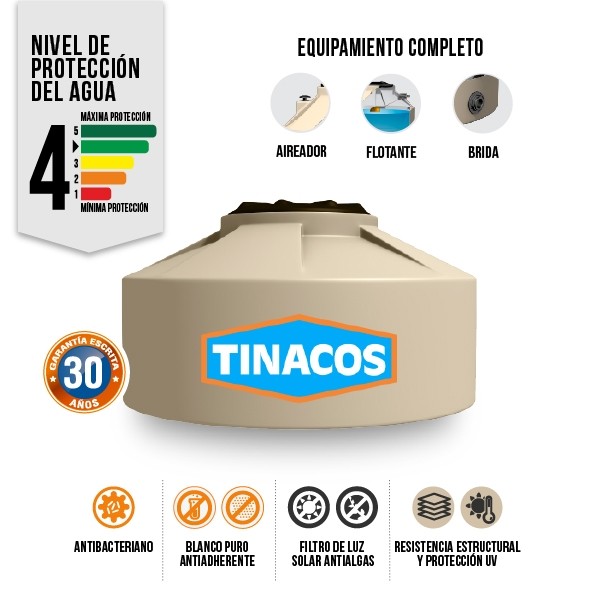 NIVEL DE
PROTECCIÓN
DEL AGUA
MÁXIMA PROTECCIÓN
5
4
3
2
1
MÍNIMA PROTECCIÓN
EQUIPAMIENTO COMPLETO
AIREADOR
FLOTANTE
BRIDA
TINACOS
GARANTÍA ESCRITA
30
AÑOS
ANTIBACTERIANO
BLANCO PURO
ANTIADHERENTE
FILTRO DE LUZ
SOLAR ANTIALGAS
RESISTENCIA ESTRUCTURAL
Y PROTECCIÓN UV